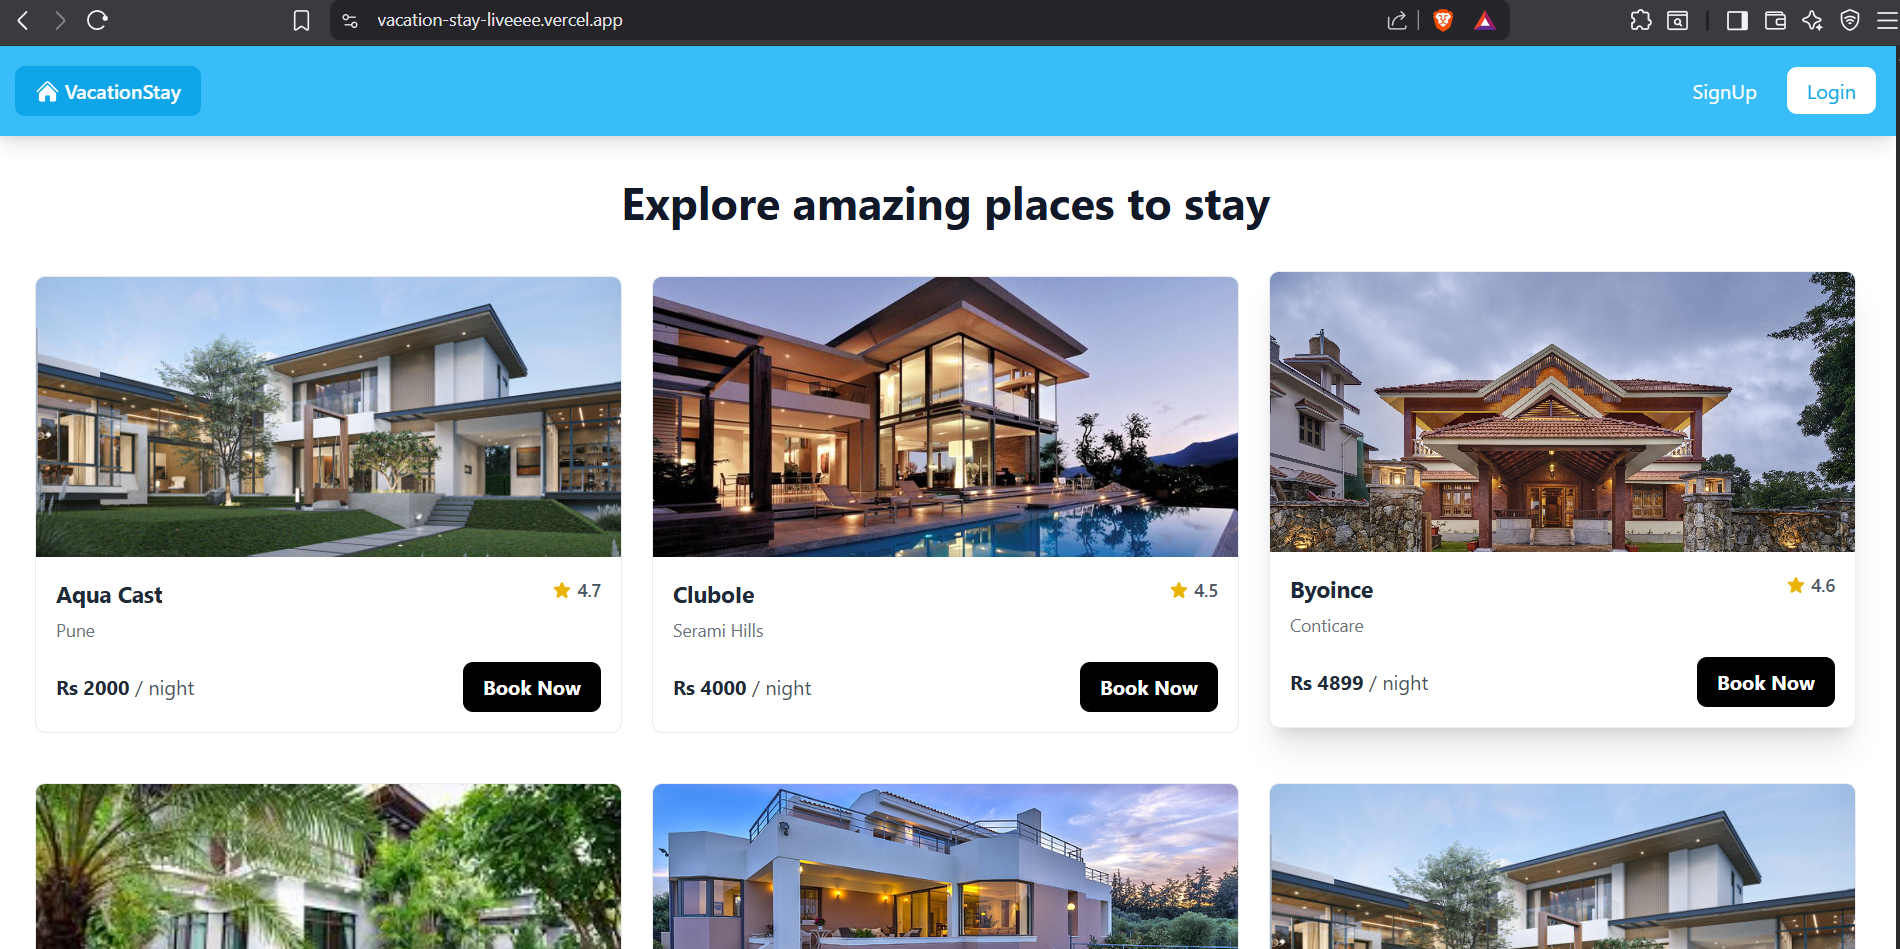 vacation-stay-liveeee.vercel.app
VacationStay
SignUp
Login
Explore amazing places to stay
Aqua Cast
4.7
Pune
Rs 2000 / night
Book Now
Clubole
4.5
Serami Hills
Rs 4000 / night
Book Now
Byoince
4.6
Conticare
Rs 4899 / night
Book Now